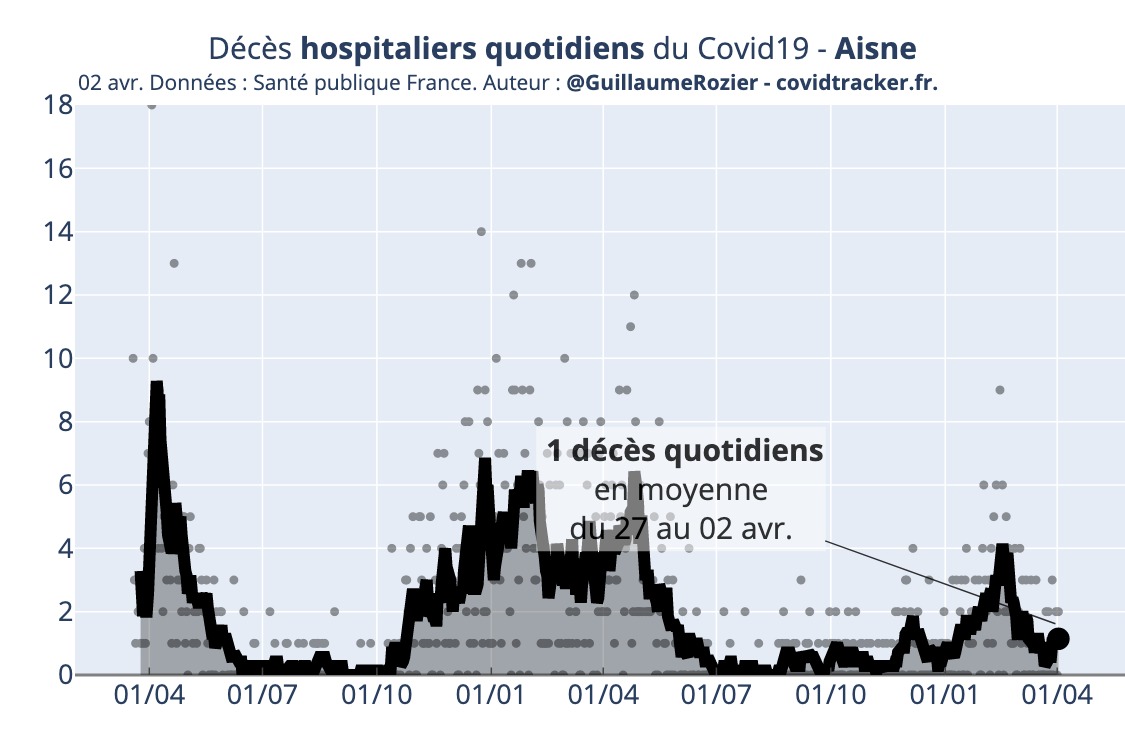 Décès hospitaliers quotidiens du Covid19 - Aisne
02 avr. Données : Santé publique France. Auteur : @GuillaumeRozier - covidtracker.fr.
18
16
14
12
10
8
6
4
2
0
1 décès quotidiens
en moyenne
du 27 au 02 avr.
01/04 01/07 01/10 01/01 01/04 01/07 01/10 01/01 01/04